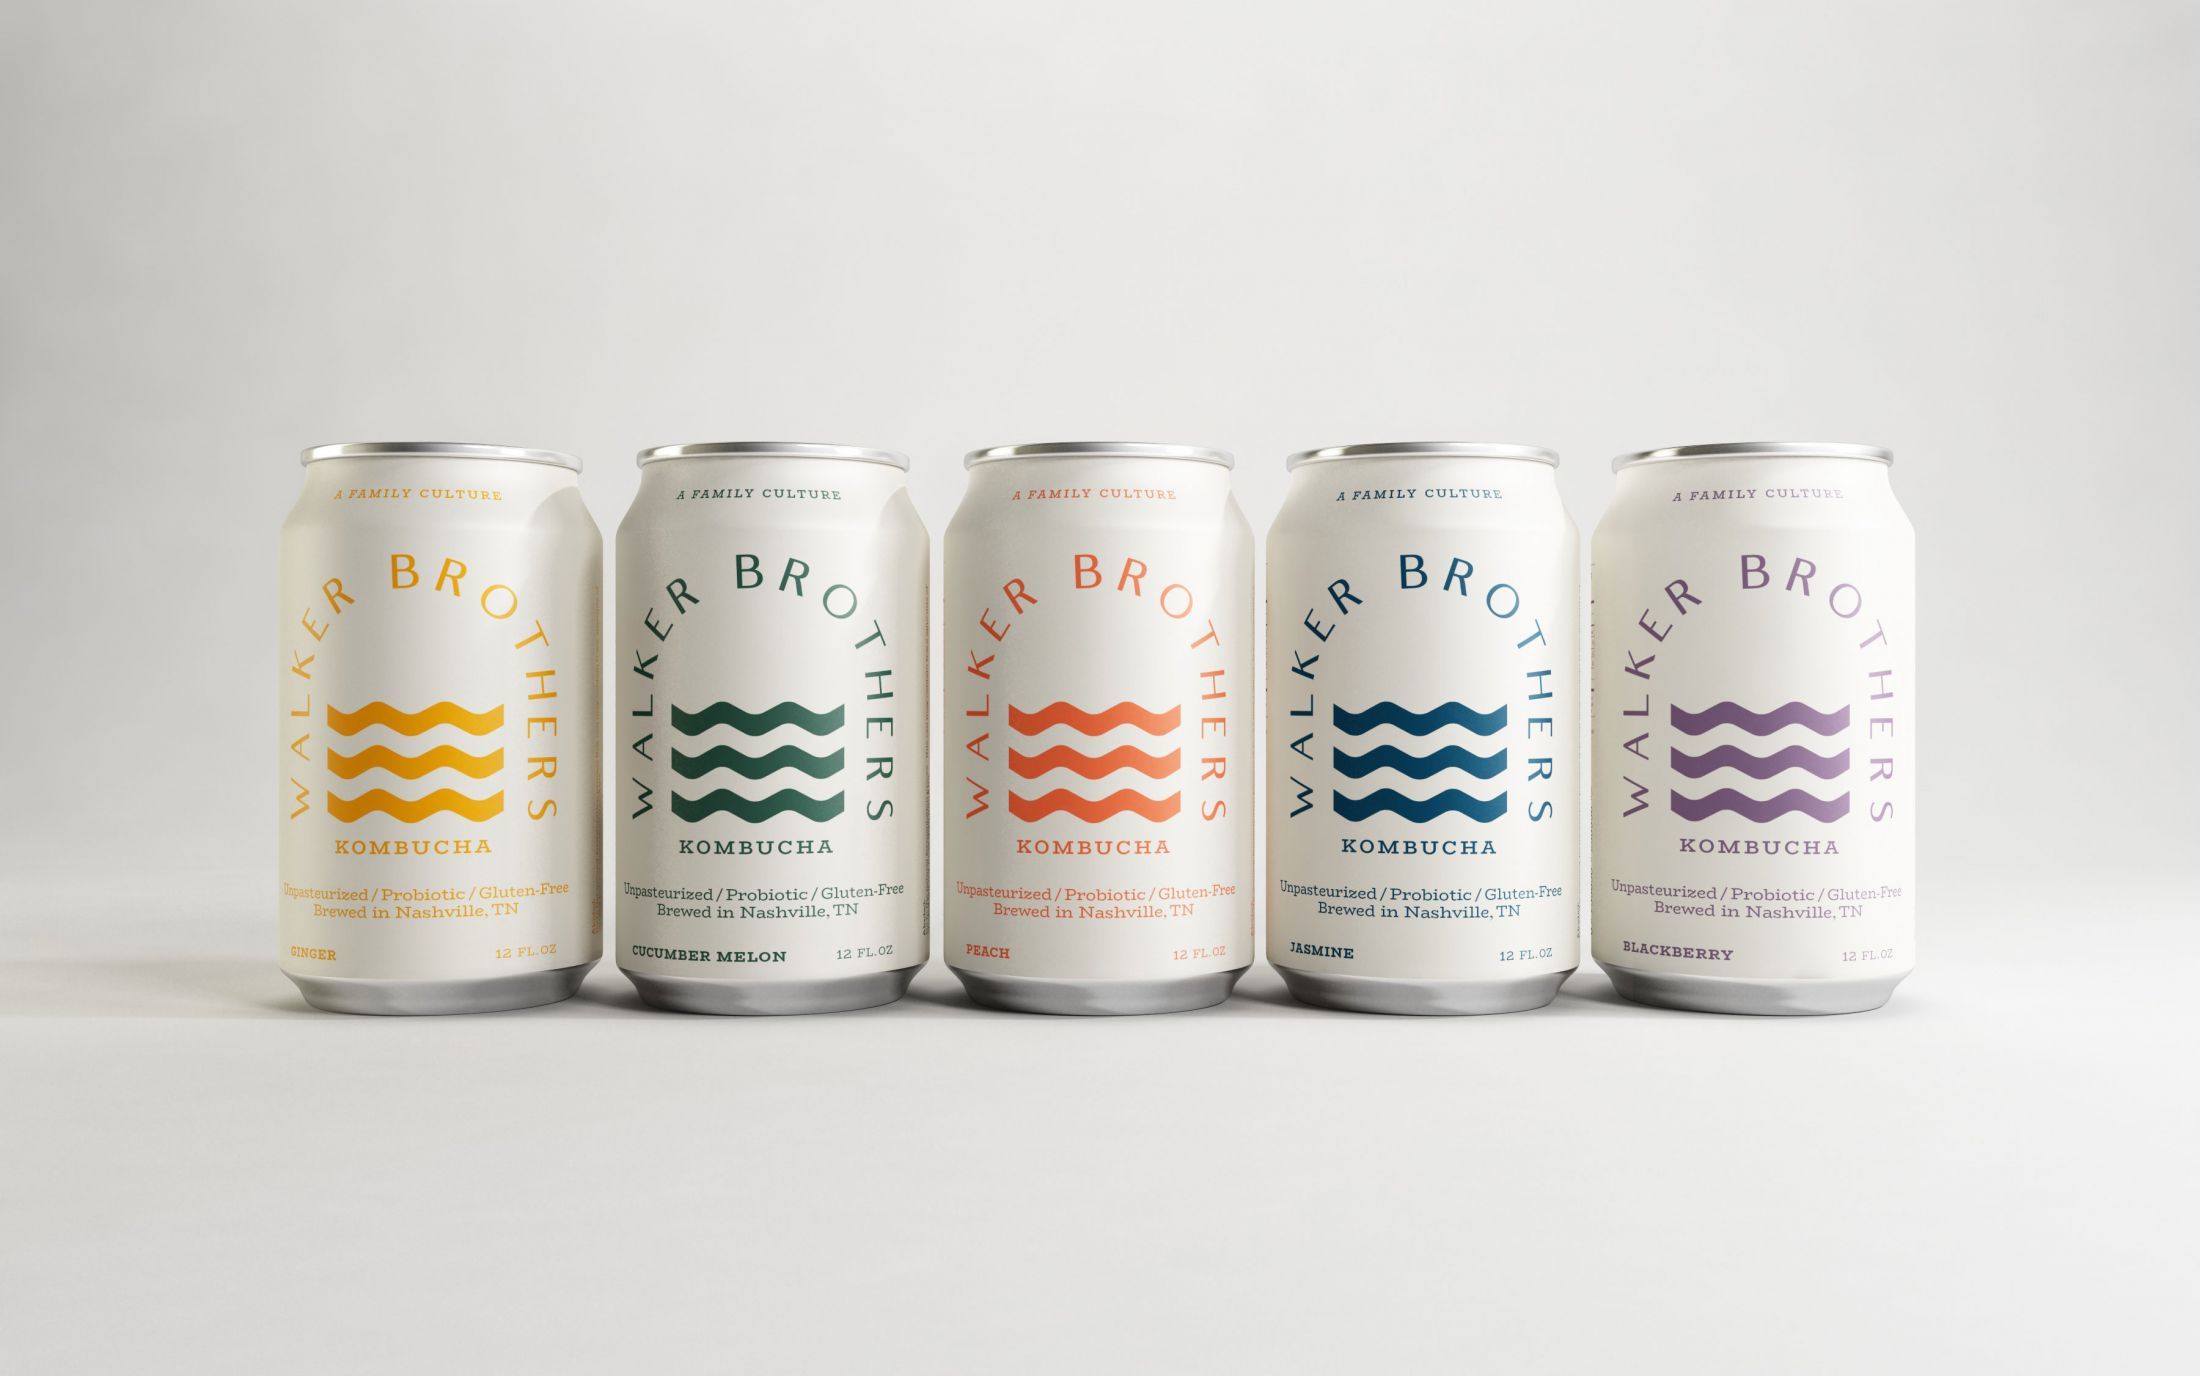 A FAMILY CULTURE
WALKER BROTHERS
KOMBUCHA
Unpasteurized / Probiotic / Gluten-Free
Brewed in Nashville, TN
GINGER
12 FL.OZ
A FAMILY CULTURE
WALKER BROTHERS
KOMBUCHA
Unpasteurized / Probiotic / Gluten-Free
Brewed in Nashville, TN
CUCUMBER MELON
12 FL.OZ
A FAMILY CULTURE
WALKER BROTHERS
KOMBUCHA
Unpasteurized / Probiotic / Gluten-Free
Brewed in Nashville, TN
PEACH
12 FL.OZ
A FAMILY CULTURE
WALKER BROTHERS
KOMBUCHA
Unpasteurized / Probiotic / Gluten-Free
Brewed in Nashville, TN
JASMINE
12 FL.OZ
A FAMILY CULTURE
WALKER BROTHERS
KOMBUCHA
Unpasteurized / Probiotic / Gluten-Free
Brewed in Nashville, TN
BLACKBERRY
12 FL.OZ